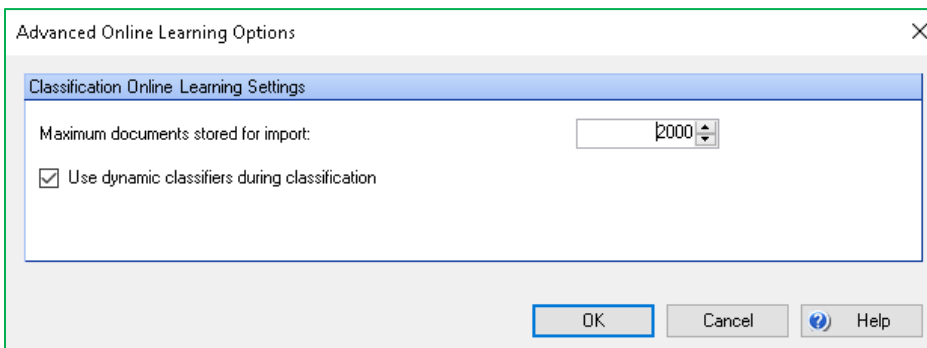 Advanced Online Learning Options
Classification Online Learning Settings
Maximum documents stored for import: 2000
Use dynamic classifiers during classification
OK Cancel Help